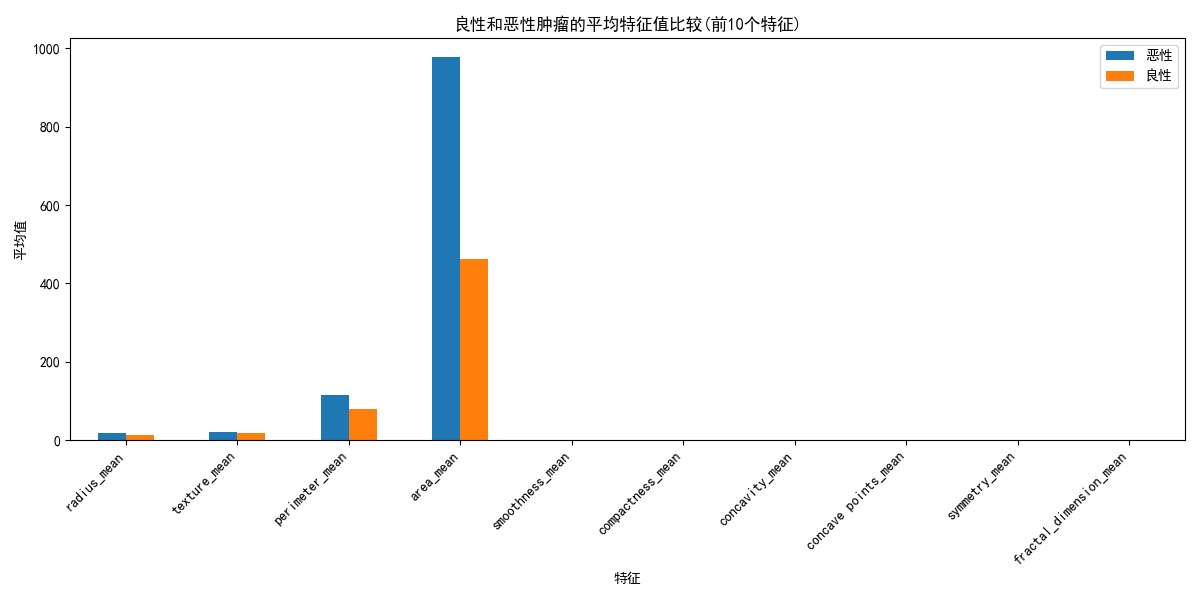 良性和恶性肿瘤的平均特征值比较(前10个特征)
恶性
良性
平均值
1000
800
600
400
200
0
radius_mean
texture_mean
perimeter_mean
area_mean
smoothness_mean
compactness_mean
concavity_mean
concave points_mean
symmetry_mean
fractal_dimension_mean
特征